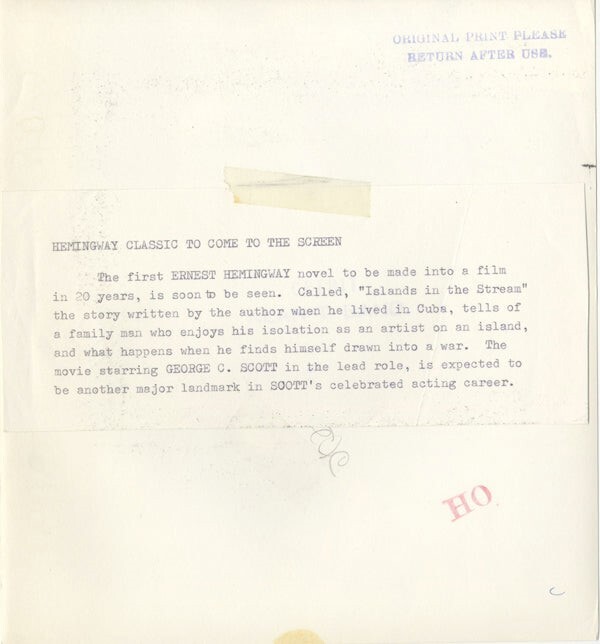 ORIGINAL PRINT PLEASE
RETURN AFTER USE.
HEMINGWAY CLASSIC TO COME TO THE SCREEN
The first ERNEST HEMINGWAY novel to be made into a film
in 20 years, is soon to be seen. Called, "Islands in the Stream"
the story written by the author when he lived in Cuba, tells of
a family man who enjoys his isolation as an artist on an island,
and what happens when he finds himself drawn into a war. The
movie starring GEORGE C. SCOTT in the lead role, is expected to
be another major landmark in SCOTT's celebrated acting career.
HO